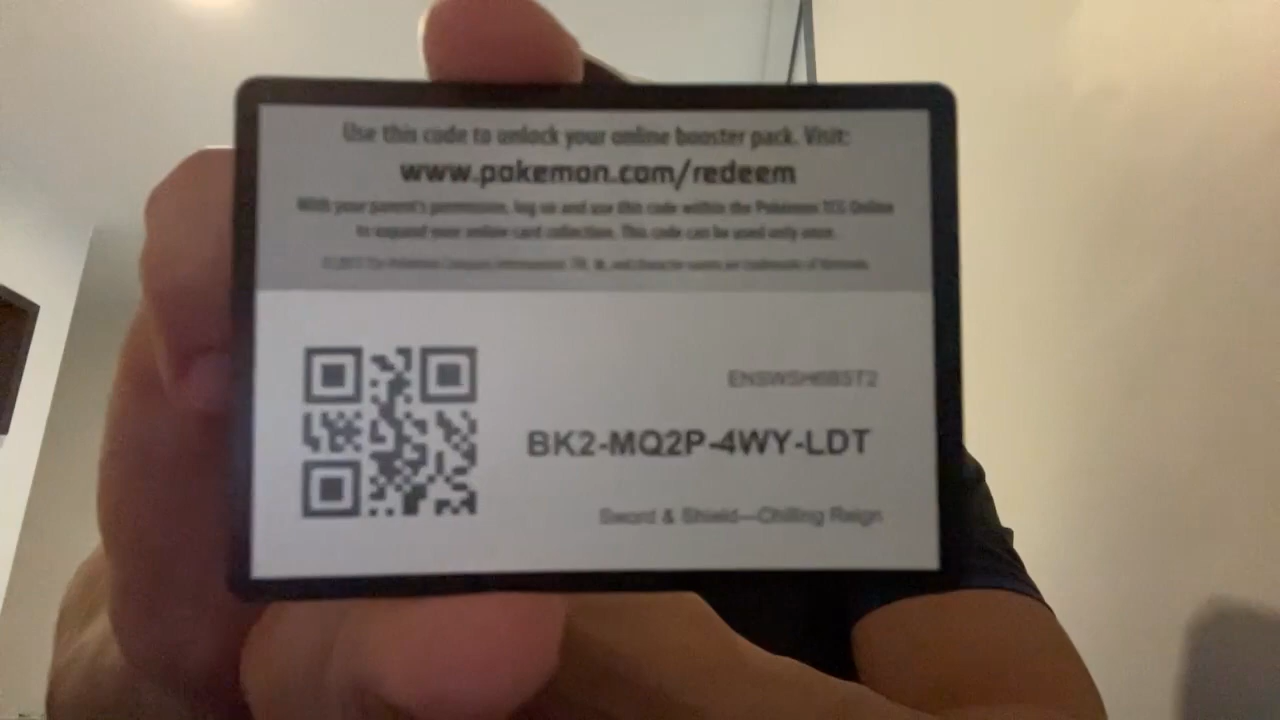 Use this code to unlock your online booster pack. Visit:
www.pokemon.com/redeem
With your parent's permission, log on and use this code within the Pokémon TCG Online
to expand your online card collection. This code can be used only once.
ENSWSH6BST2
BK2-MQ2P-4WY-LDT
Sword & Shield—Chilling Reign